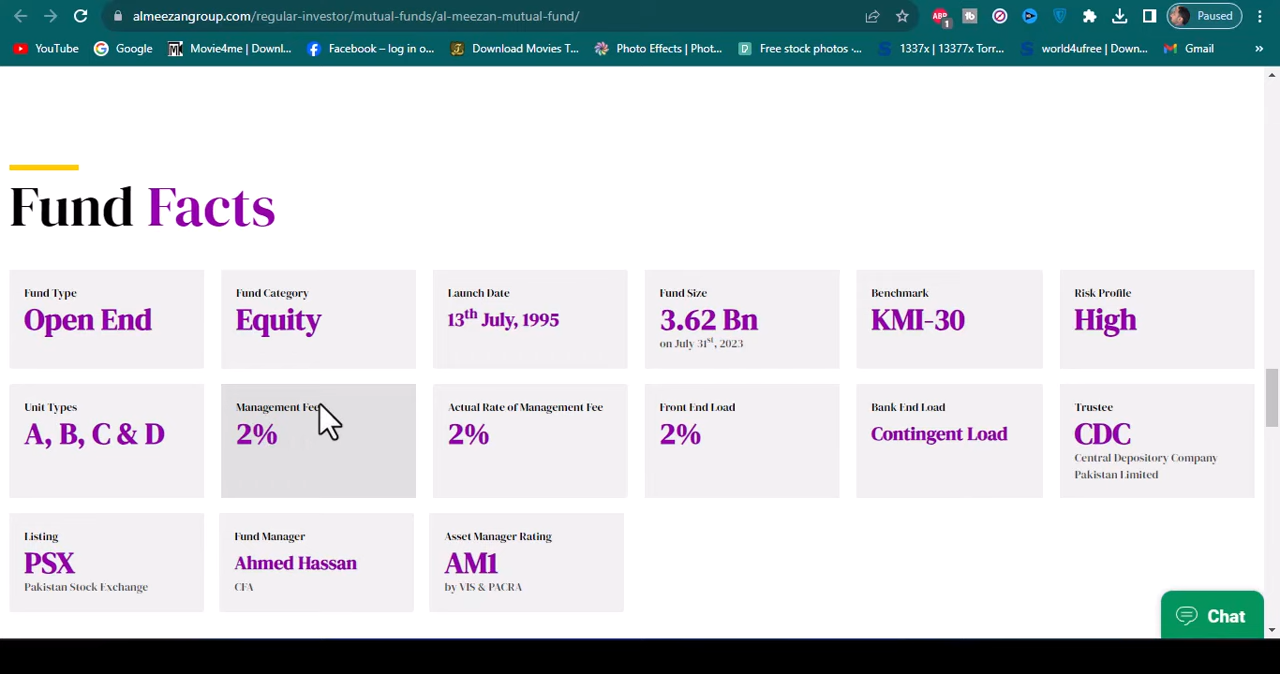 almeezangroup.com/regular-investor/mutual-funds/al-meezan-mutual-fund/
1
Paused
YouTube
Google
Movie4me | Downl...
Facebook – log in o...
Download Movies T...
Photo Effects | Phot...
Free stock photos ·...
1337x | 13377x Torr...
world4ufree | Down...
Gmail
»
Fund Facts
Fund Type
Open End
Fund Category
Equity
Launch Date
13th July, 1995
Fund Size
3.62 Bn
on July 31st, 2023
Benchmark
KMI-30
Risk Profile
High
Unit Types
A, B, C & D
Management Fee
2%
Actual Rate of Management Fee
2%
Front End Load
2%
Bank End Load
Contingent Load
Trustee
CDC
Central Depository Company
Pakistan Limited
Listing
PSX
Pakistan Stock Exchange
Fund Manager
Ahmed Hassan
CFA
Asset Manager Rating
AM1
by VIS & PACRA
Chat